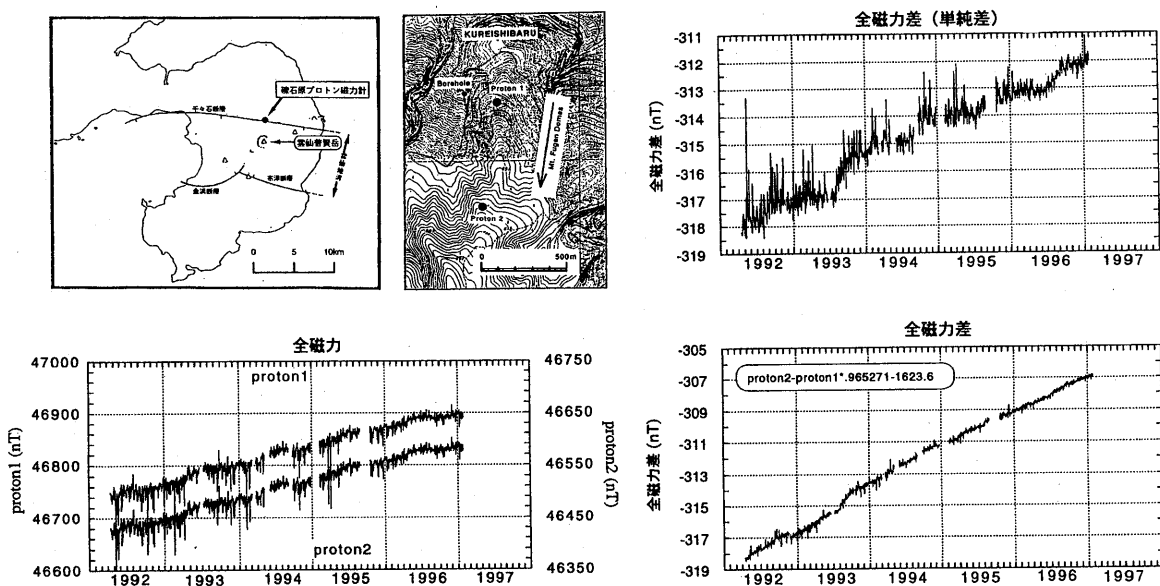 碇石原プロトン磁力計
千々石断層
雲仙普賢岳
金浜断層
布津断層
0 5 10km
KUREISHIBARU
Borehole
Proton 1
Mt. Fugen Domes
Proton 2
0 500m
全磁力差(単純差)
全磁力差 (nT)
-311
-312
-313
-314
-315
-316
-317
-318
-319
1992 1993 1994 1995 1996 1997
全磁力
proton1 (nT)
47000
46900
46800
46700
46600
proton1
proton2
46750
46650
46550
46450
46350
proton2 (nT)
1992 1993 1994 1995 1996 1997
全磁力差
proton2-proton1*.965271-1623.6
全磁力差 (nT)
-305
-307
-309
-311
-313
-315
-317
-319
1992 1993 1994 1995 1996 1997